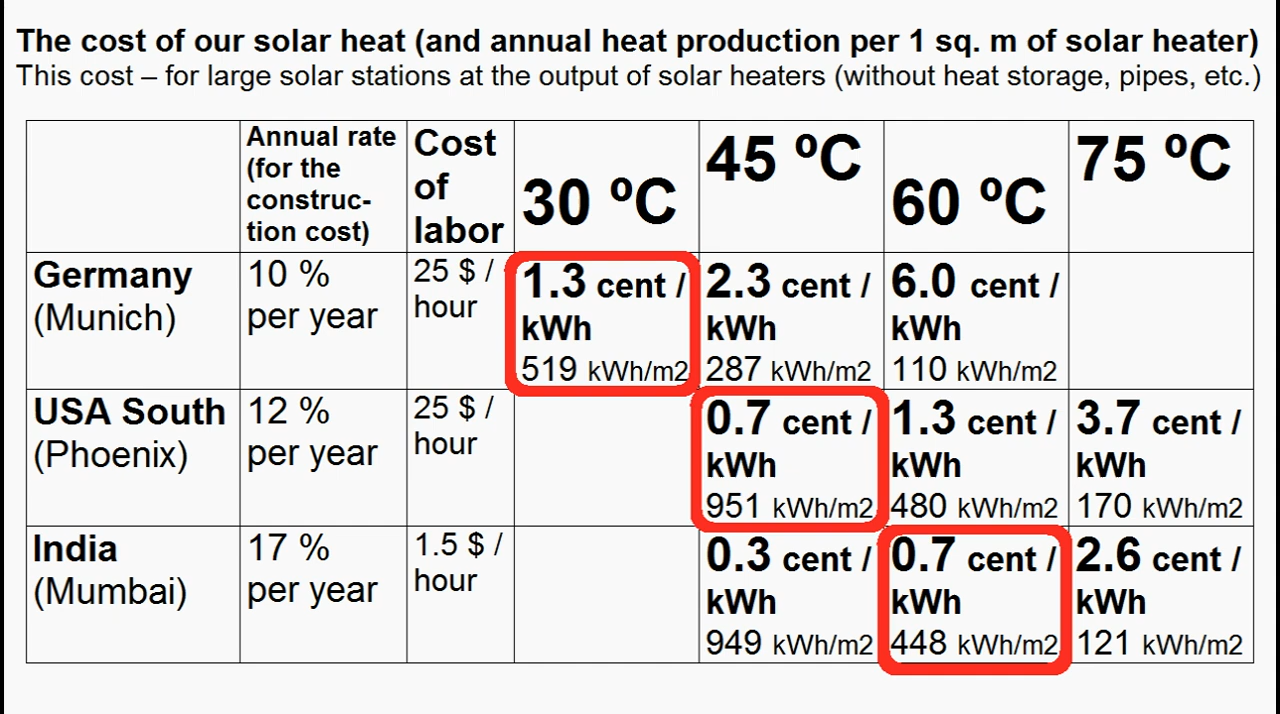 The cost of our solar heat (and annual heat production per 1 sq. m of solar heater)
This cost – for large solar stations at the output of solar heaters (without heat storage, pipes, etc.)
Annual rate
(for the
construc-
tion cost)
Cost
of
labor
30 ºC
45 ºC
60 ºC
75 ºC
Germany
(Munich)
10 %
per year
25 $ /
hour
1.3 cent /
kWh
519 kWh/m2
2.3 cent /
kWh
287 kWh/m2
6.0 cent /
kWh
110 kWh/m2
USA South
(Phoenix)
12 %
per year
25 $ /
hour
0.7 cent /
kWh
951 kWh/m2
1.3 cent /
kWh
480 kWh/m2
3.7 cent /
kWh
170 kWh/m2
India
(Mumbai)
17 %
per year
1.5 $ /
hour
0.3 cent /
kWh
949 kWh/m2
0.7 cent /
kWh
448 kWh/m2
2.6 cent /
kWh
121 kWh/m2